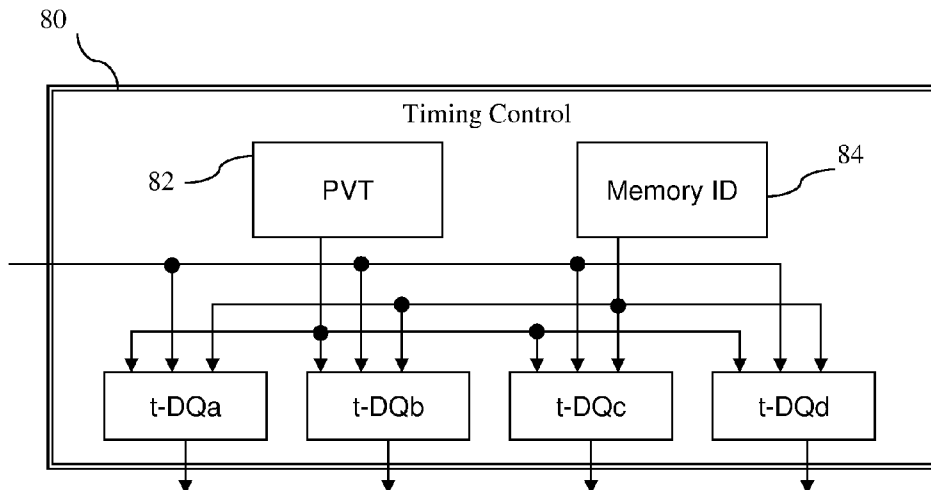 80
Timing Control
82
PVT
Memory ID
84
t-DQa
t-DQb
t-DQc
t-DQd